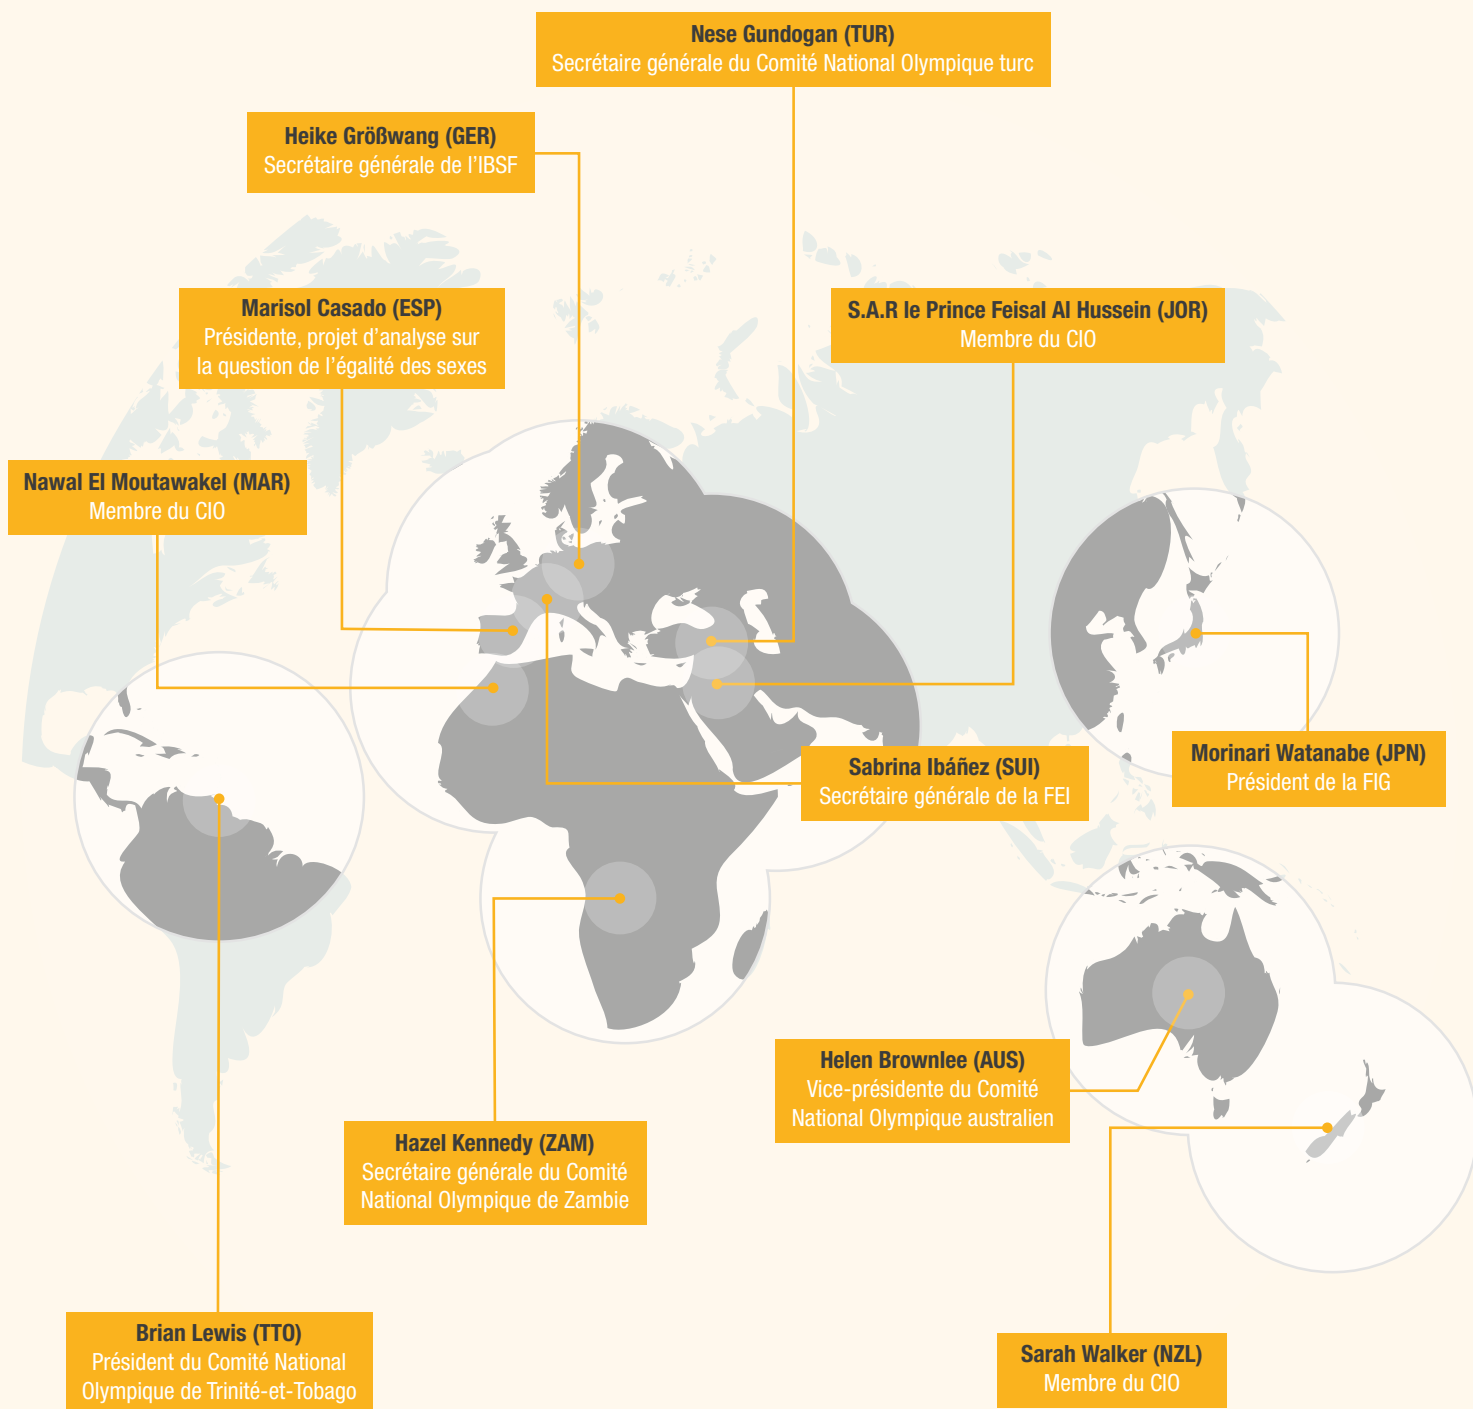 Nese Gundogan (TUR)
Secrétaire générale du Comité National Olympique turc
Heike Größwang (GER)
Secrétaire générale de l'IBSF
Marisol Casado (ESP)
Présidente, projet d'analyse sur
la question de l'égalité des sexes
S.A.R le Prince Feisal Al Hussein (JOR)
Membre du CIO
Nawal El Moutawakel (MAR)
Membre du CIO
Sabrina Ibáñez (SUI)
Secrétaire générale de la FEI
Morinari Watanabe (JPN)
Président de la FIG
Helen Brownlee (AUS)
Vice-présidente du Comité
National Olympique australien
Hazel Kennedy (ZAM)
Secrétaire générale du Comité
National Olympique de Zambie
Brian Lewis (TTO)
Président du Comité National
Olympique de Trinité-et-Tobago
Sarah Walker (NZL)
Membre du CIO